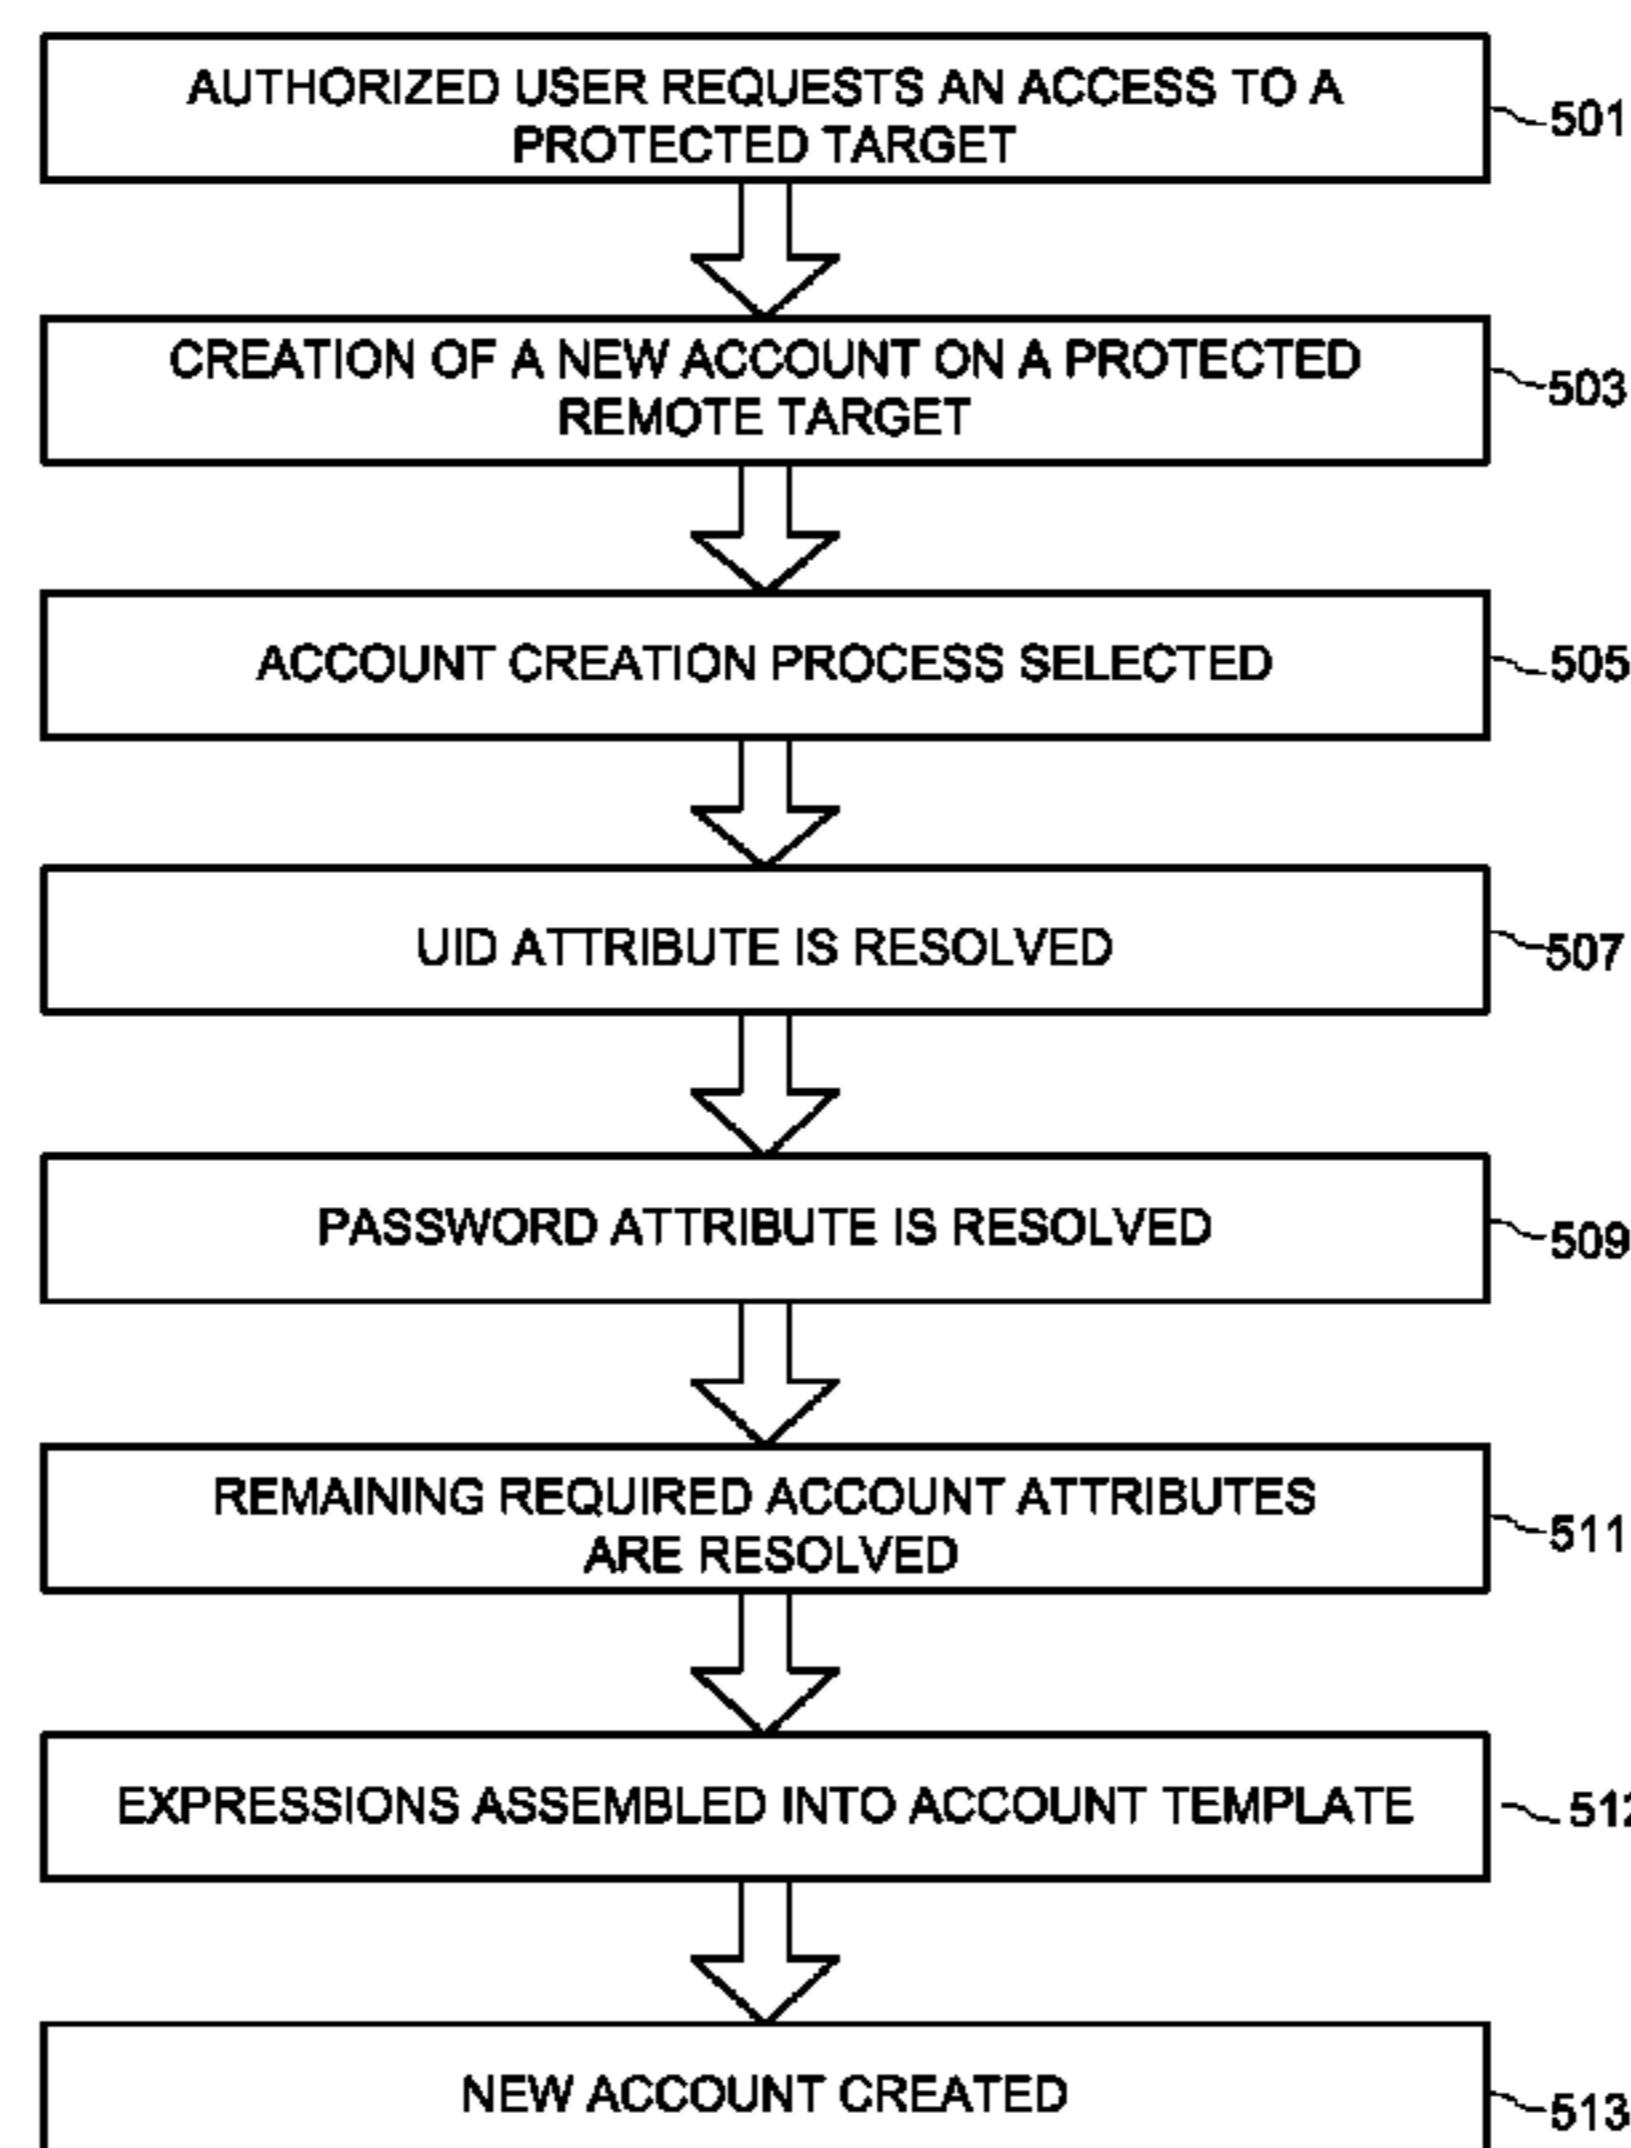 AUTHORIZED USER REQUESTS AN ACCESS TO A
PROTECTED TARGET
501
CREATION OF A NEW ACCOUNT ON A PROTECTED
REMOTE TARGET
503
ACCOUNT CREATION PROCESS SELECTED
505
UID ATTRIBUTE IS RESOLVED
507
PASSWORD ATTRIBUTE IS RESOLVED
509
REMAINING REQUIRED ACCOUNT ATTRIBUTES
ARE RESOLVED
511
EXPRESSIONS ASSEMBLED INTO ACCOUNT TEMPLATE
512
NEW ACCOUNT CREATED
513